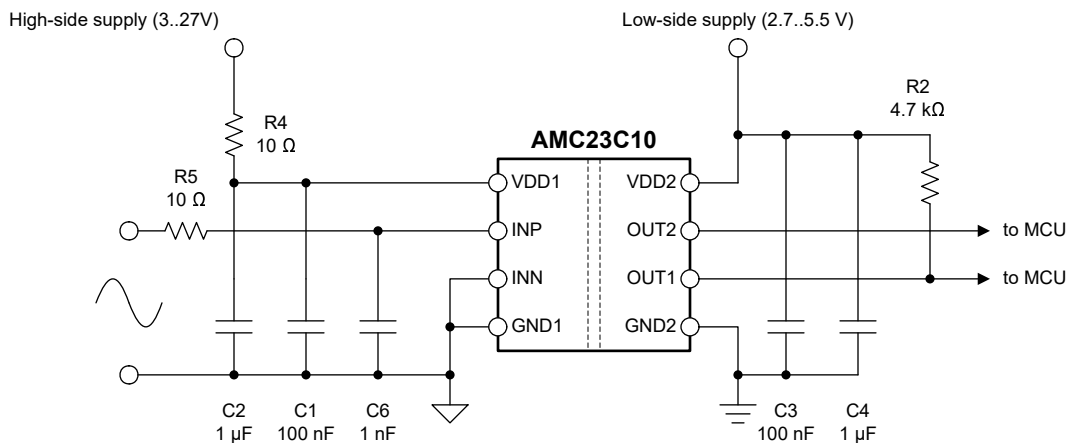 High-side supply (3..27V)
Low-side supply (2.7..5.5 V)
R2
4.7 kΩ
R4
10 Ω
AMC23C10
R5
10 Ω
VDD1
VDD2
INP
OUT2
to MCU
INN
OUT1
to MCU
GND1
GND2
C2
1 µF
C1
100 nF
C6
1 nF
C3
100 nF
C4
1 µF